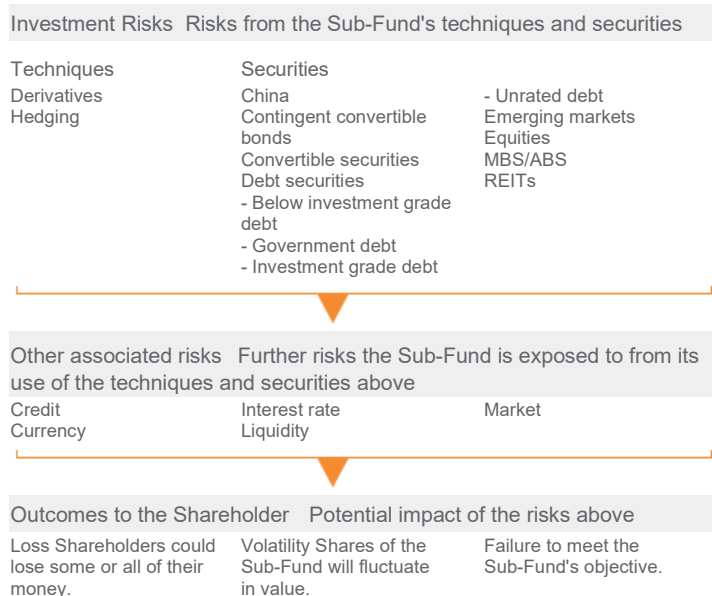 Investment Risks Risks from the Sub-Fund's techniques and securities
Techniques
Derivatives
Hedging
Securities
China
Contingent convertible
bonds
Convertible securities
Debt securities
- Below investment grade
debt
- Government debt
- Investment grade debt
- Unrated debt
Emerging markets
Equities
MBS/ABS
REITs
Other associated risks Further risks the Sub-Fund is exposed to from its
use of the techniques and securities above
Credit
Currency
Interest rate
Liquidity
Market
Outcomes to the Shareholder Potential impact of the risks above
Loss Shareholders could
lose some or all of their
money.
Volatility Shares of the
Sub-Fund will fluctuate
in value.
Failure to meet the
Sub-Fund's objective.